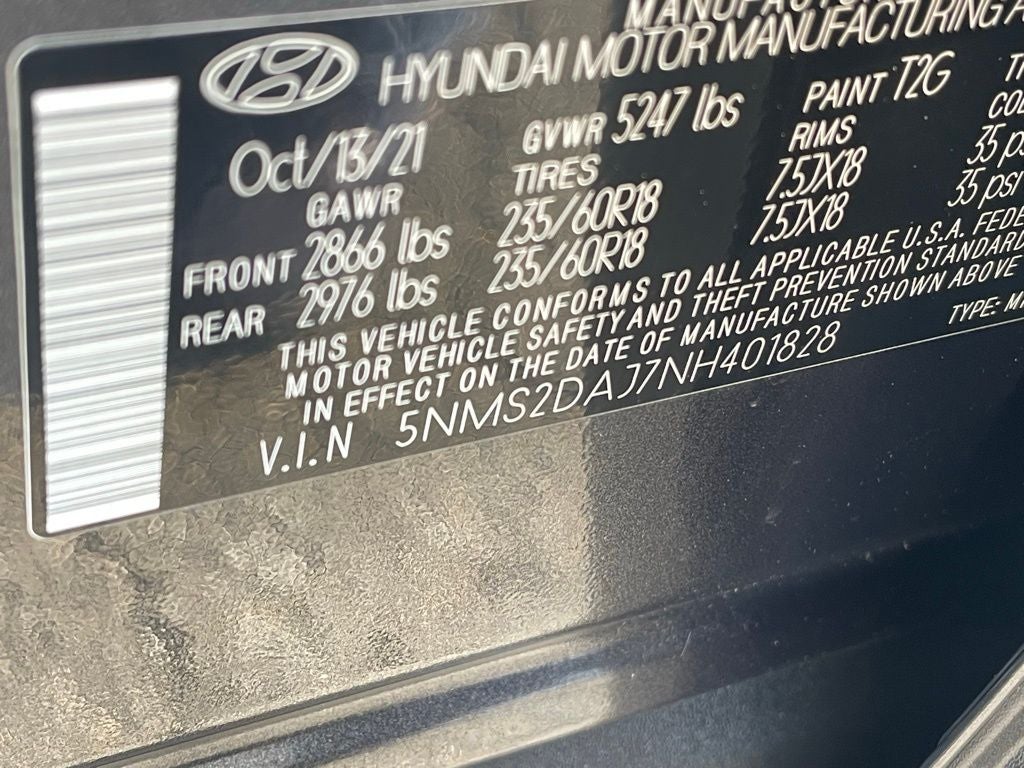 HYUNDAI MOTOR MANUFACTURING
Oct/13/21 GVWR 5247 lbs PAINT T2G
GAWR TIRES RIMS
FRONT 2866 lbs 235/60R18 7.5JX18 35
REAR 2976 lbs 235/60R18 7.5JX18 35 psi
THIS VEHICLE CONFORMS TO ALL APPLICABLE U.S.A.
MOTOR VEHICLE SAFETY AND THEFT PREVENTION STANDARD
IN EFFECT ON THE DATE OF MANUFACTURE SHOWN ABOVE
TYPE:
V.I.N 5NMS2DAJ7NH401828